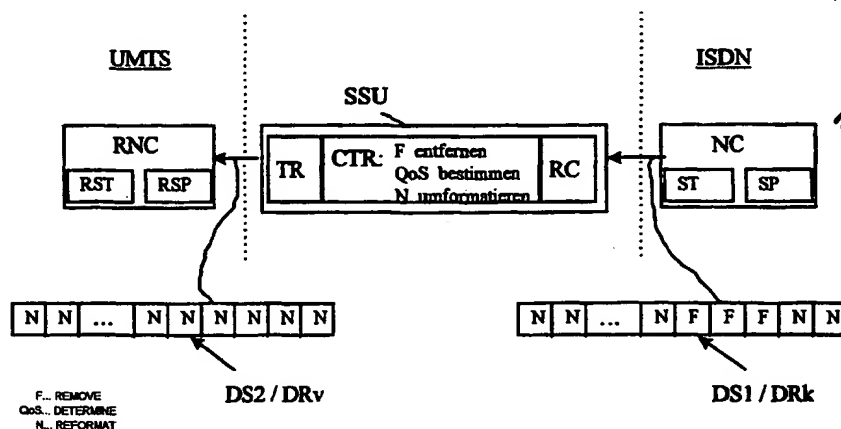 UMTS
ISDN
SSU
RNC
RST RSP
TR
CTR: F entfernen
QoS bestimmen
N umformatieren
RC
NC
ST SP
N N ... N N N N N N
N N ... N F F F N N
DS2 / DRv
DS1 / DRk
F... REMOVE
QoS... DETERMINE
N... REFORMAT